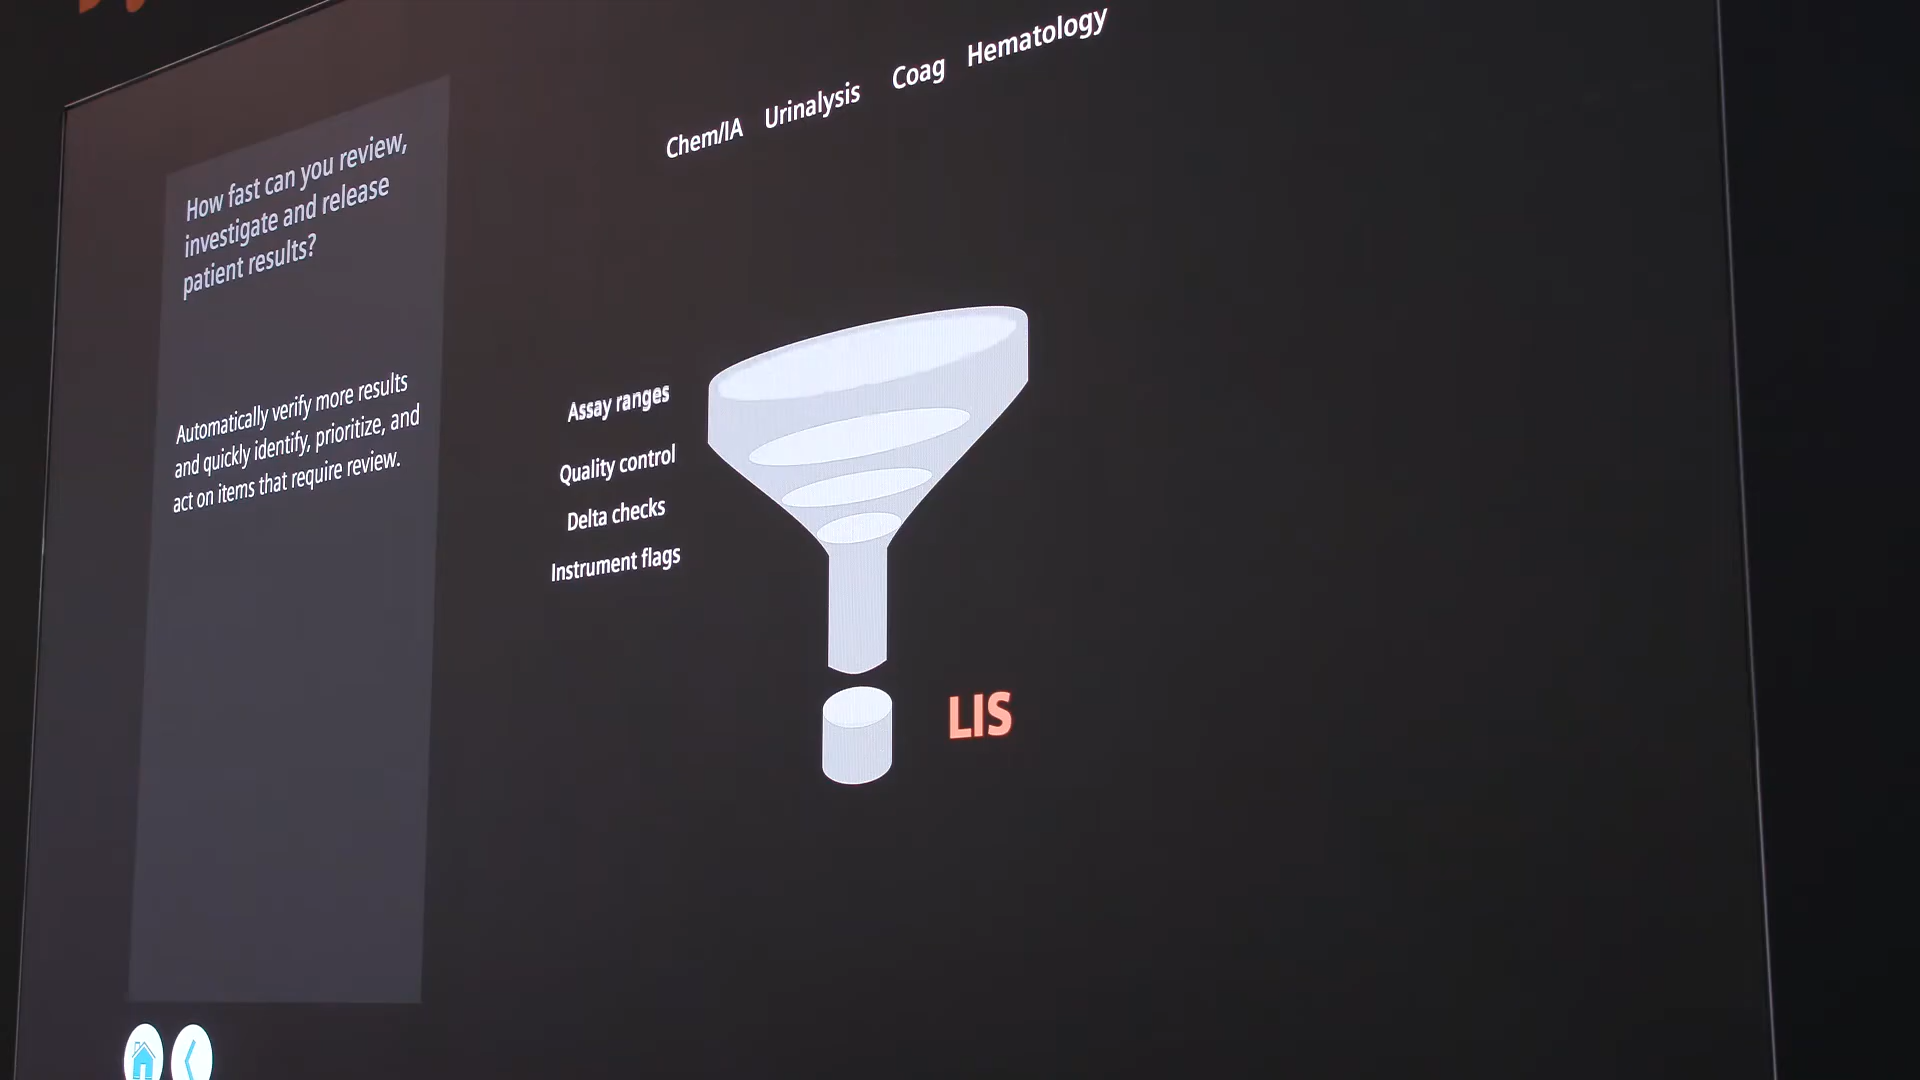 How fast can you review,
investigate and release
patient results?
Automatically verify more results
and quickly identify, prioritize, and
act on items that require review.
Chem/IA Urinalysis Coag Hematology
Assay ranges
Quality control
Delta checks
Instrument flags
LIS